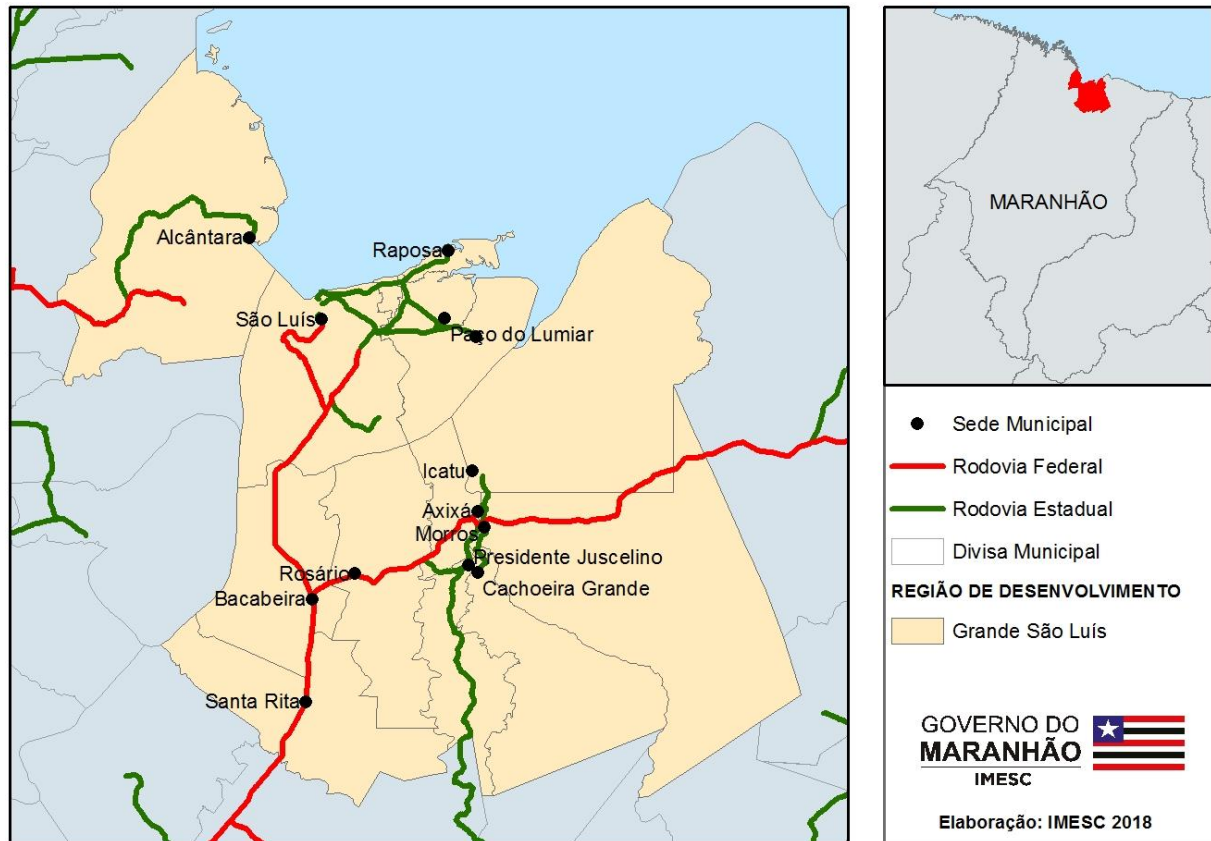 Alcântara
Raposa
São Luís
Paço do Lumiar
Icatu
Axixá
Morros
Presidente Juscelino
Rosário
Cachoeira Grande
Bacabeira
Santa Rita
MARANHÃO
Sede Municipal
Rodovia Federal
Rodovia Estadual
Divisa Municipal
REGIÃO DE DESENVOLVIMENTO
Grande São Luís
GOVERNO DO
MARANHÃO
IMESC
Elaboração: IMESC 2018